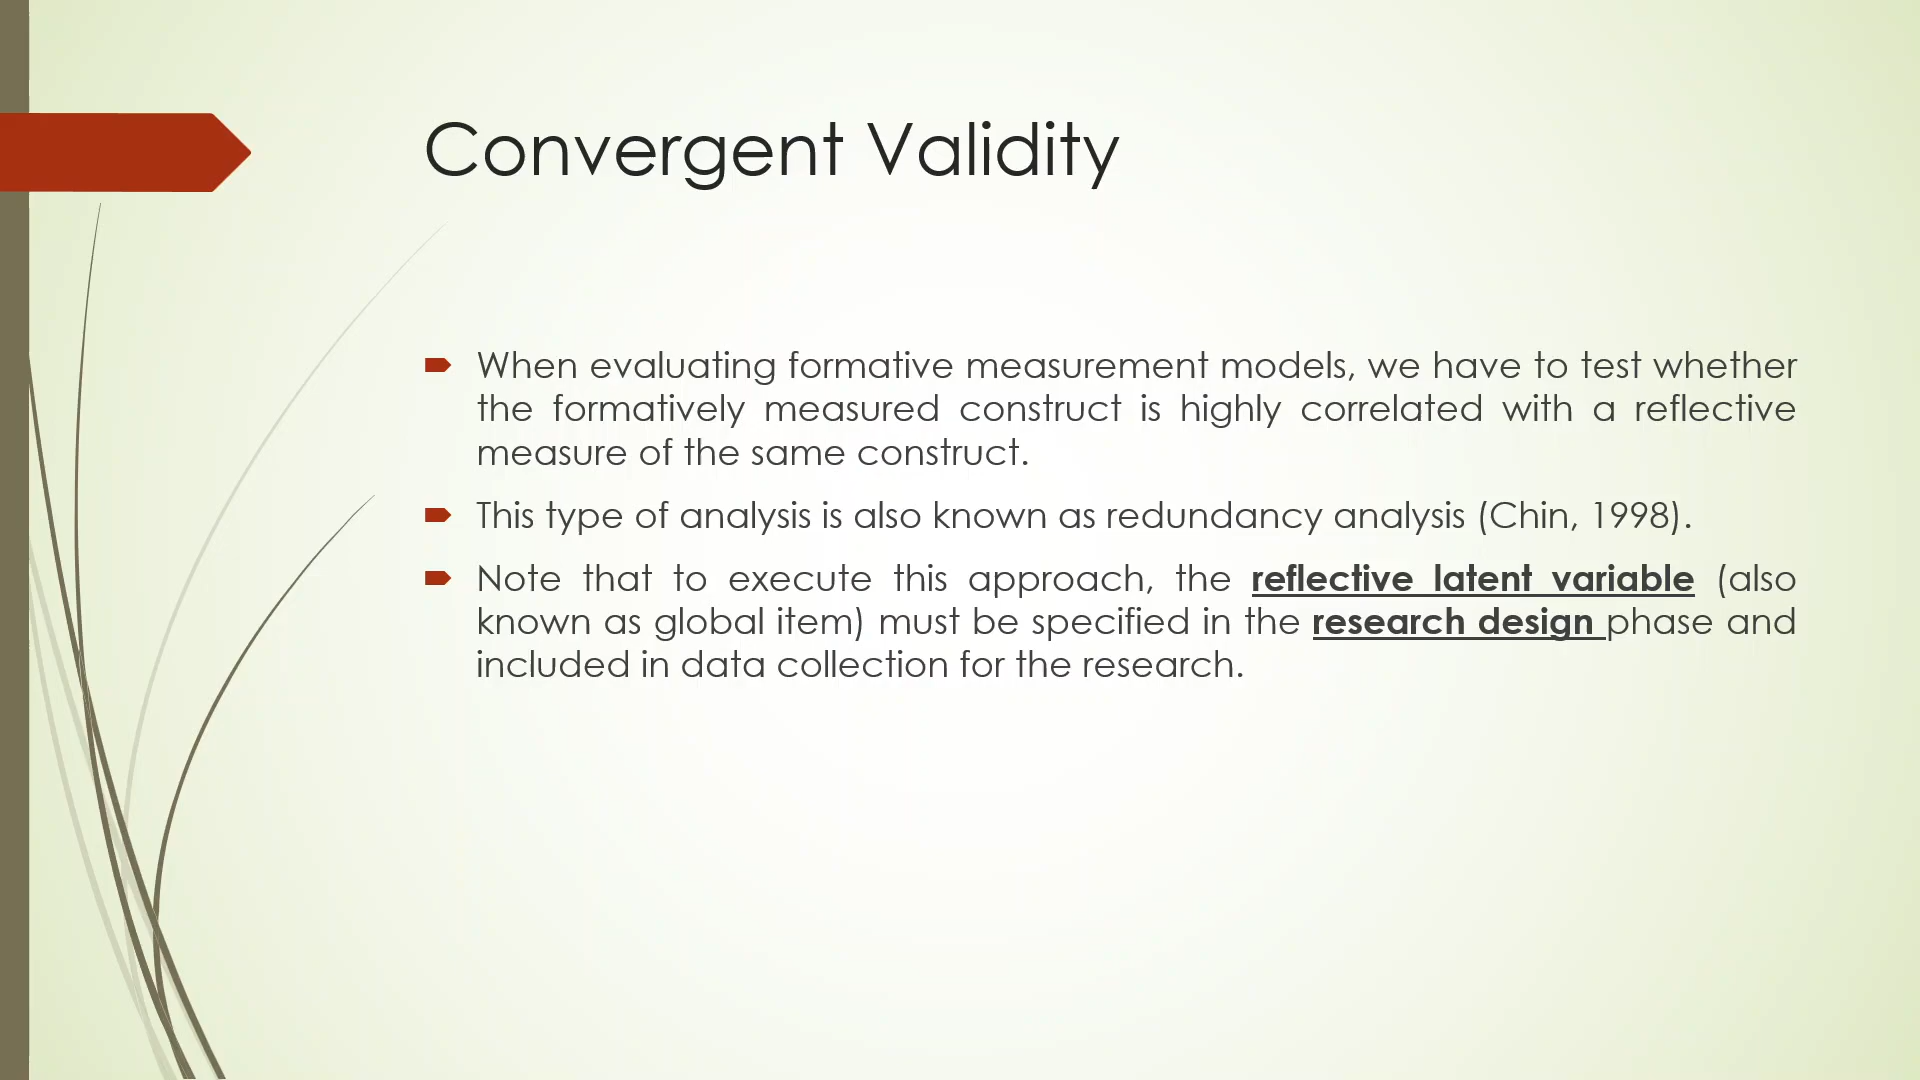 Convergent Validity
When evaluating formative measurement models, we have to test whether
the formatively measured construct is highly correlated with a reflective
measure of the same construct.
This type of analysis is also known as redundancy analysis (Chin, 1998).
Note that to execute this approach, the reflective latent variable (also
known as global item) must be specified in the research design phase and
included in data collection for the research.